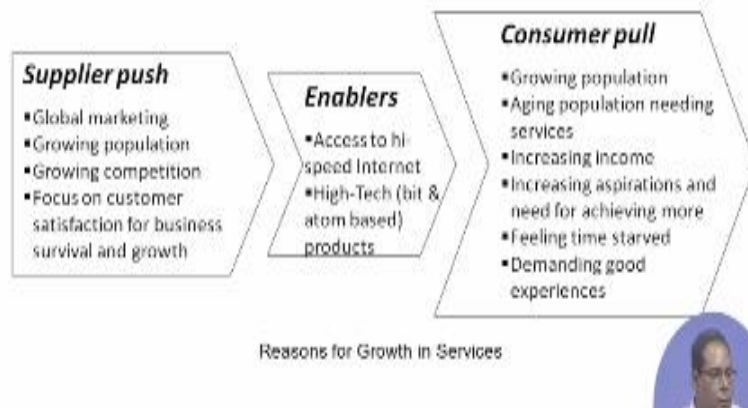 Supplier push
▪Global marketing
▪Growing population
▪Growing competition
▪Focus on customer
satisfaction for business
survival and growth
Enablers
▪Access to hi-
speed Internet
▪High-Tech (bit &
atom based)
products
Consumer pull
▪Growing population
▪Aging population needing
services
▪Increasing income
▪Increasing aspirations and
need for achieving more
▪Feeling time starved
▪Demanding good
experiences
Reasons for Growth in Services